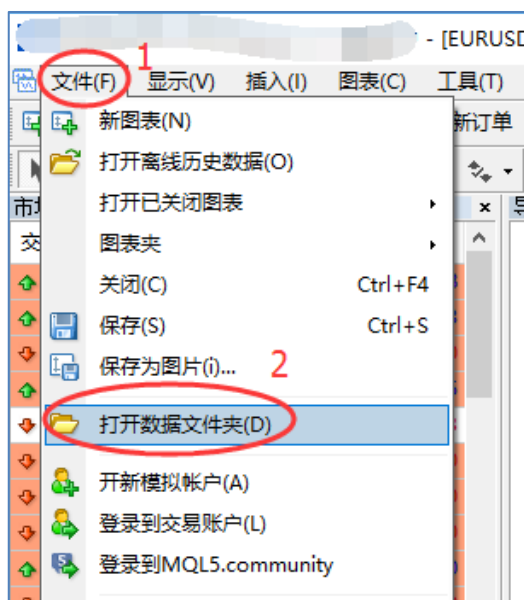 - [EURUSD
1
文件(F) 显示(V) 插入(I) 图表(C) 工具(T)
新图表(N)
新订单
打开离线历史数据(O)
打开已关闭图表
市场
图表夹
交
关闭(C) Ctrl+F4
保存(S) Ctrl+S
保存为图片(i)...
2
打开数据文件夹(D)
开新模拟帐户(A)
登录到交易账户(L)
登录到MQL5.community